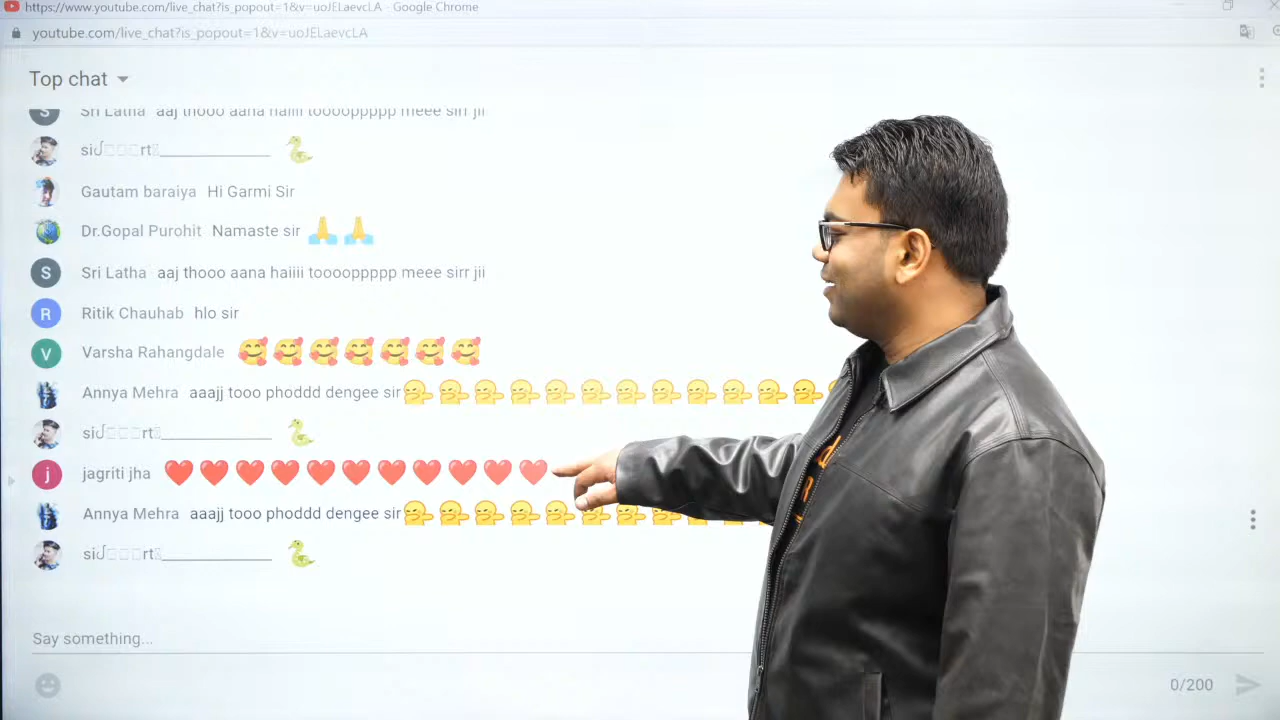 https://www.youtube.com/live_chat?is_popout=1&v=uoJELaevcLA - Google Chrome
youtube.com/live_chat?is_popout=1&v=uoJELaevcLA
Top chat
S Sri Latha aaj thooo aana haiiii tooooppppp meee sirr jii
Gautam baraiya Hi Garmi Sir
Dr.Gopal Purohit Namaste sir 🙏 🙏
S Sri Latha aaj thooo aana haiiii tooooppppp meee sirr jii
R Ritik Chauhab hlo sir
V Varsha Rahangdale 🥰 🥰 🥰 🥰 🥰 🥰 🥰
Annya Mehra aaajj tooo phoddd dengee sir
j jagriti jha ❤️ ❤️ ❤️ ❤️ ❤️ ❤️ ❤️ ❤️ ❤️ ❤️ ❤️
Annya Mehra aaajj tooo phoddd dengee sir
Say something...
0/200